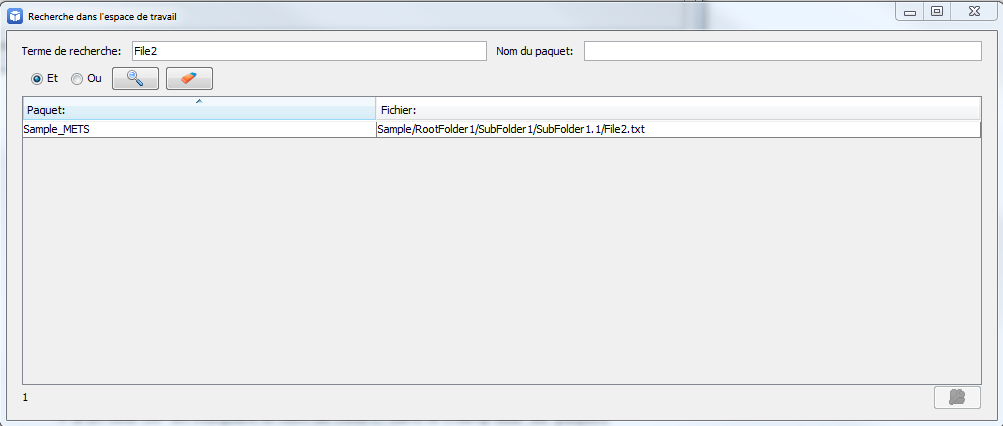 Recherche dans l'espace de travail
Terme de recherche: File2 Nom du paquet:
Et Ou
Paquet: Fichier:
Sample_METS Sample/RootFolder1/SubFolder1/SubFolder1.1/File2.txt
1